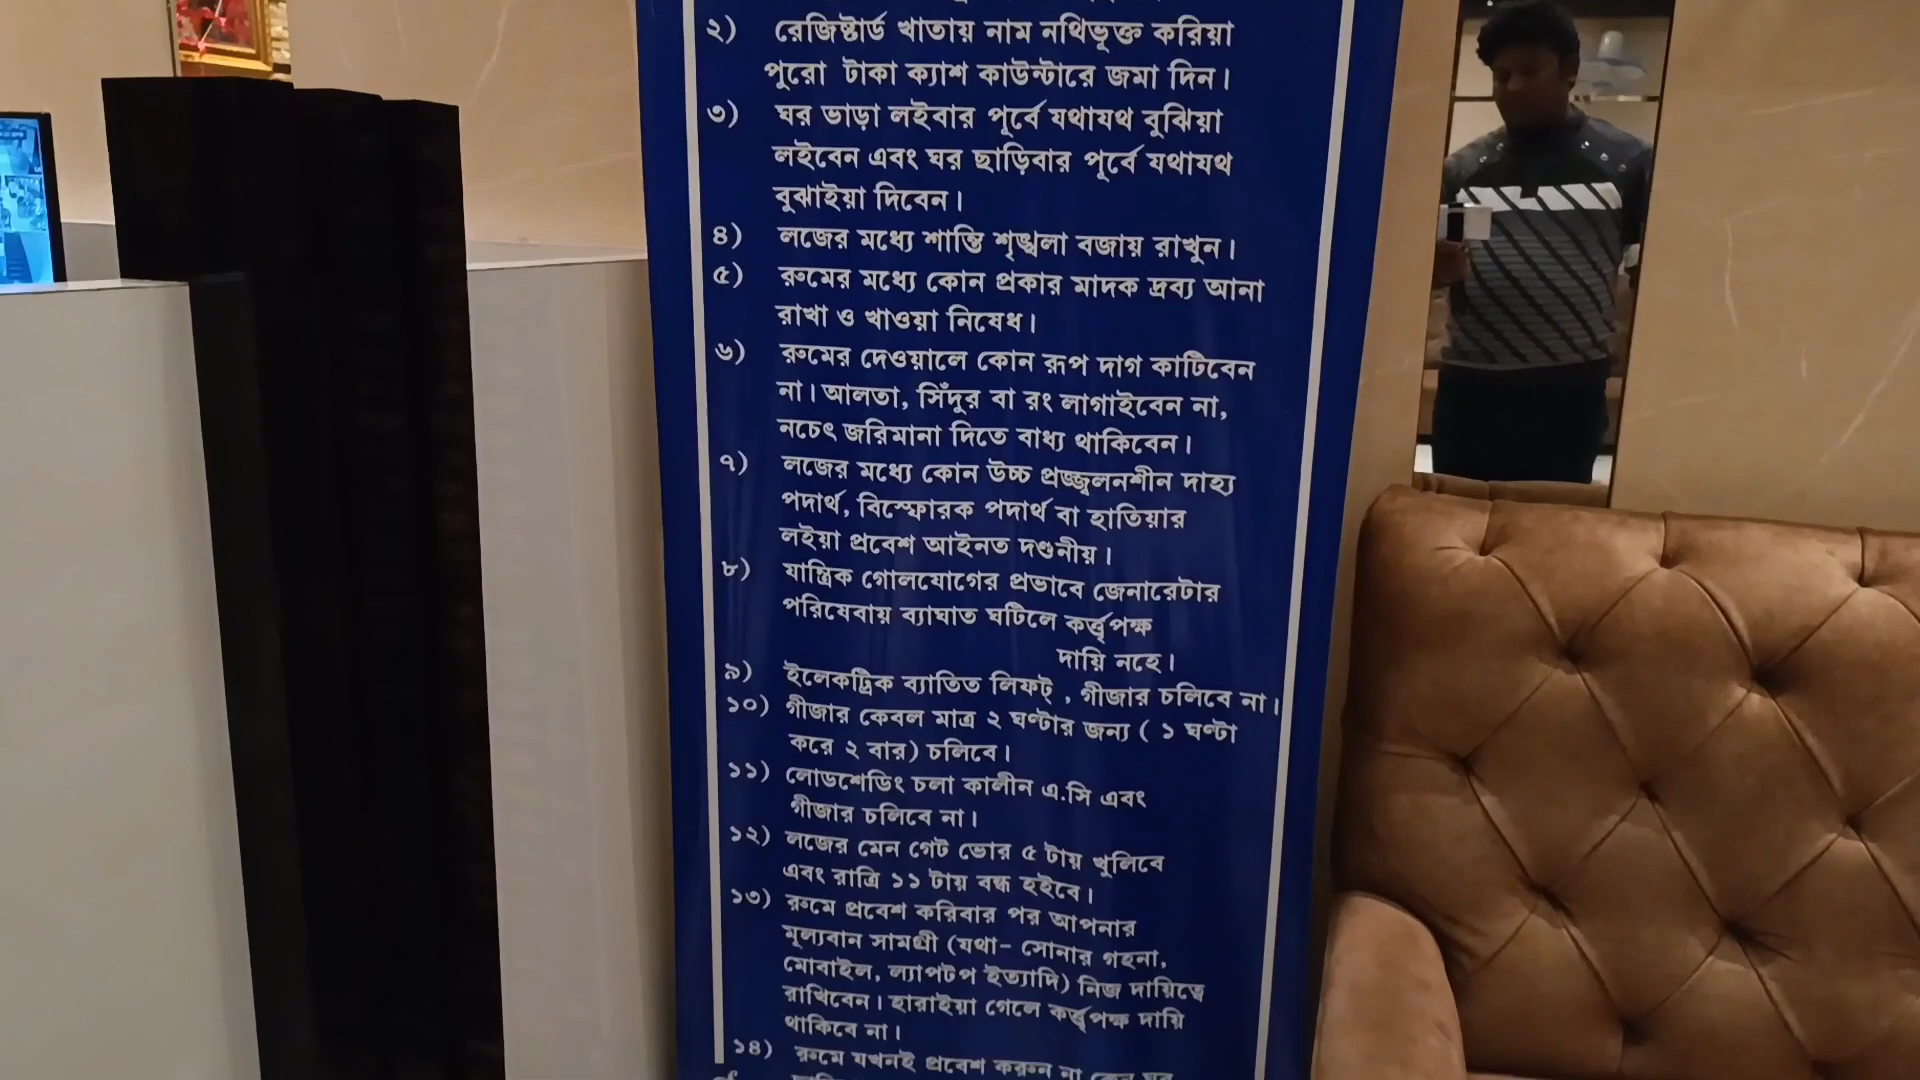 ২) রেজিষ্টার্ড খাতায় নাম নথিভূক্ত করিয়া
পুরো টাকা ক্যাশ কাউন্টারে জমা দিন।
৩) ঘর ভাড়া লইবার পূর্বে যথাযথ বুঝিয়া
লইবেন এবং ঘর ছাড়িবার পূর্বে যথাযথ
বুঝাইয়া দিবেন।
৪) লজের মধ্যে শান্তি শৃঙ্খলা বজায় রাখুন।
৫) রুমের মধ্যে কোন প্রকার মাদক দ্রব্য আনা
রাখা ও খাওয়া নিষেধ।
৬) রুমের দেওয়ালে কোন রূপ দাগ কাটিবেন
না। আলতা, সিঁদুর বা রং লাগাইবেন না,
নচেৎ জরিমানা দিতে বাধ্য থাকিবেন।
৭) লজের মধ্যে কোন উচ্চ প্রজ্জ্বলনশীন দাহ্য
পদার্থ, বিস্ফোরক পদার্থ বা হাতিয়ার
লইয়া প্রবেশ আইনত দণ্ডনীয়।
৮) যান্ত্রিক গোলযোগের প্রভাবে জেনারেটার
পরিষেবায় ব্যাঘাত ঘটিলে কর্ত্তৃপক্ষ
দায়ি নহে।
৯) ইলেকট্রিক ব্যাতিত লিফট্ , গীজার চলিবে না।
১০) গীজার কেবল মাত্র ২ ঘণ্টার জন্য ( ১ ঘণ্টা
করে ২ বার) চলিবে।
১১) লোডশেডিং চলা কালীন এ.সি এবং
গীজার চলিবে না।
১২) লজের মেন গেট ভোর ৫ টায় খুলিবে
এবং রাত্রি ১১ টায় বন্ধ হইবে।
১৩) রুমে প্রবেশ করিবার পর আপনার
মূল্যবান সামগ্রী (যথা- সোনার গহনা,
মোবাইল, ল্যাপটপ ইত্যাদি) নিজ দায়িত্বে
রাখিবেন। হারাইয়া গেলে কর্ত্তৃপক্ষ দায়ি
থাকিবে না।
১৪) রুমে যখনই প্রবেশ করুন না কেন ঘর